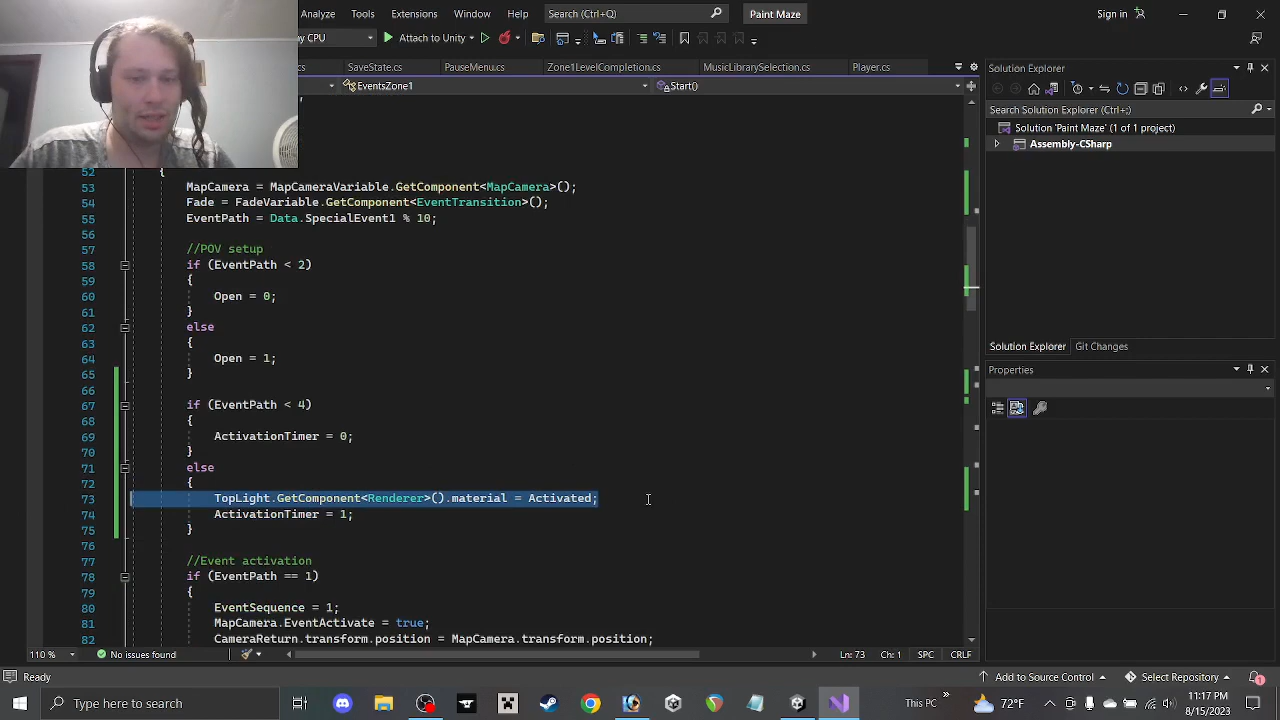 Analyze Tools Extensions Window Help Search (Ctrl+Q) Paint Maze Sign in
CPU Attach to Unity
.cs SaveState.cs PauseMenu.cs Zone1LevelCompletion.cs MusicLibrarySelection.cs Player.cs Solution Explorer
EventsZone1 Start()
Search Solution Explorer (Ctrl+;)
Solution 'Paint Maze' (1 of 1 project)
Assembly-CSharp
52 {
53 MapCamera = MapCameraVariable.GetComponent<MapCamera>();
54 Fade = FadeVariable.GetComponent<EventTransition>();
55 EventPath = Data.SpecialEvent1 % 10;
56
57 //POV setup
58 if (EventPath < 2)
59 {
60 Open = 0;
61 }
62 else
63 {
64 Open = 1;
65 }
66
67 if (EventPath < 4)
68 {
69 ActivationTimer = 0;
70 }
71 else
72 {
73 TopLight.GetComponent<Renderer>().material = Activated;
74 ActivationTimer = 1;
75 }
76
77 //Event activation
78 if (EventPath == 1)
79 {
80 EventSequence = 1;
81 MapCamera.EventActivate = true;
82 CameraReturn.transform.position = MapCamera.transform.position;
Solution Explorer Git Changes
Properties
110 % No issues found Ln: 73 Ch: 1 SPC CRLF
Ready Add to Source Control Select Repository
Type here to search This PC 72°F 11:17 PM
8/15/2023